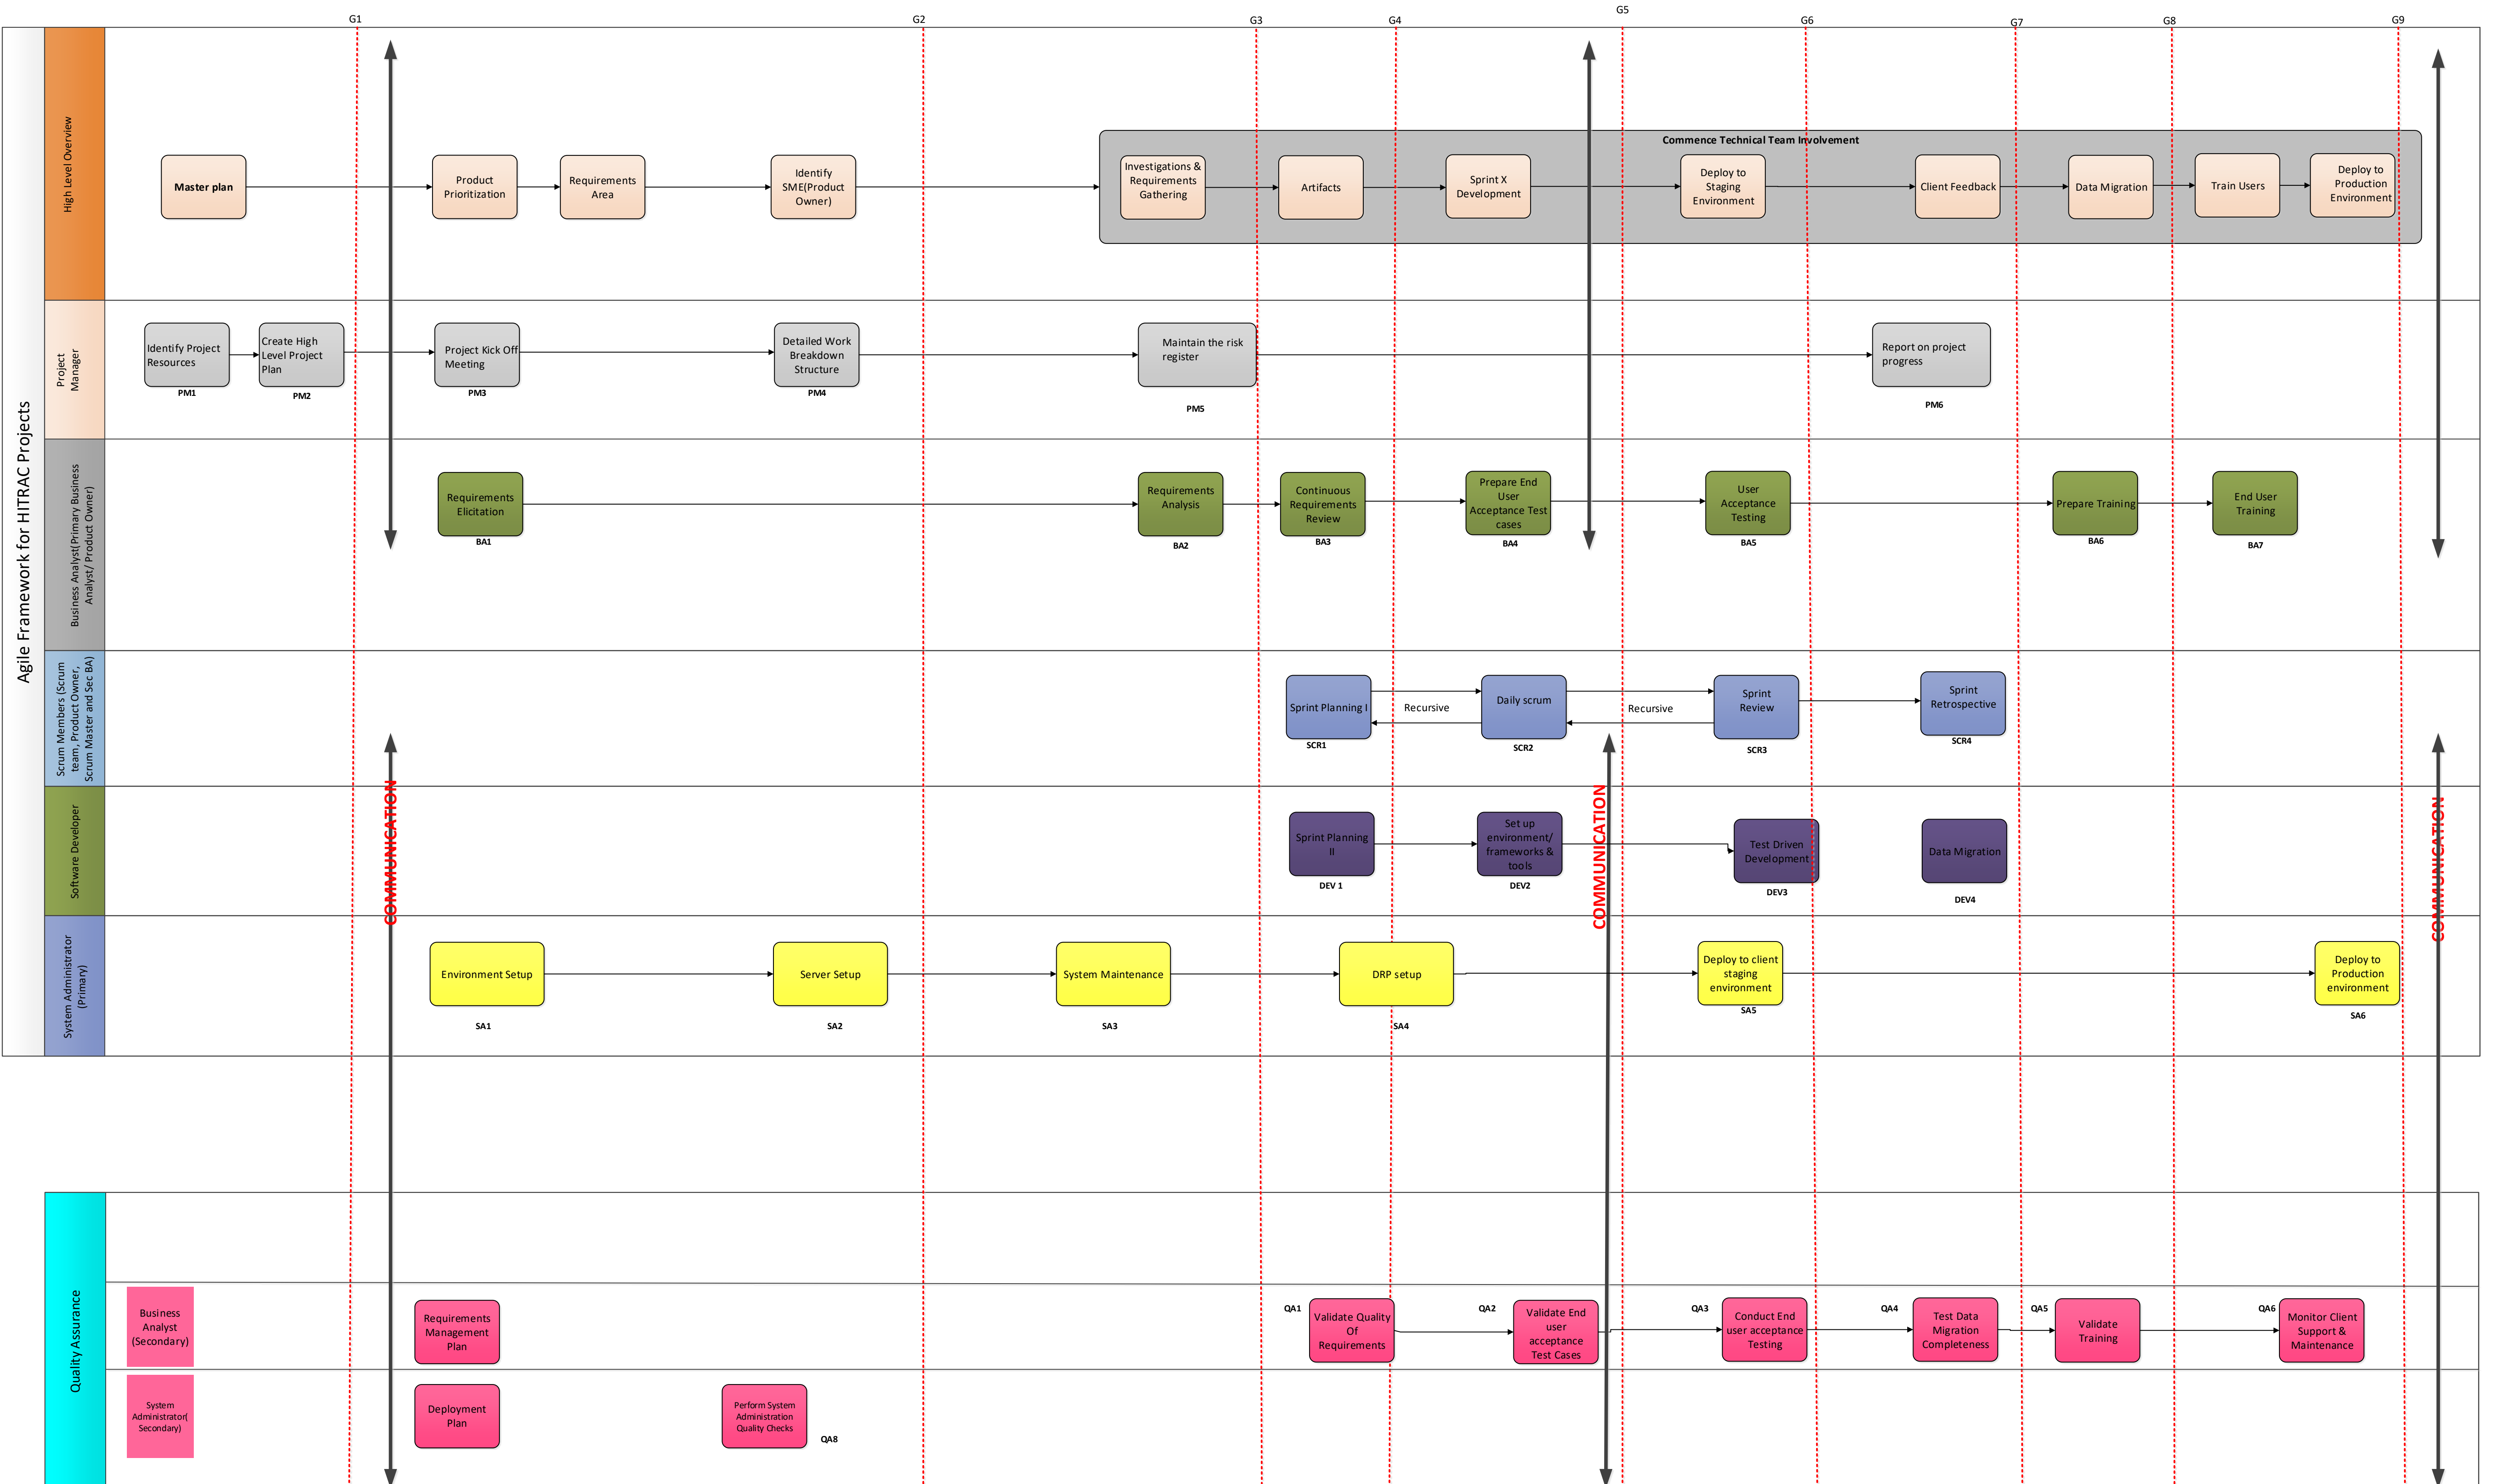 G1
G2
G3
G4
G5
G6
G7
G8
G9
Agile Framework for HITRAC Projects
High Level Overview
Commence Technical Team Involvement
Master plan
Product
Prioritization
Requirements
Area
Identify
SME(Product
Owner)
Investigations &
Requirements
Gathering
Artifacts
Sprint X
Development
Deploy to
Staging
Environment
Client Feedback
Data Migration
Train Users
Deploy to
Production
Environment
Project
Manager
Identify Project
Resources
PM1
Create High
Level Project
Plan
PM2
Project Kick Off
Meeting
PM3
Detailed Work
Breakdown
Structure
PM4
Maintain the risk
register
PM5
Report on project
progress
PM6
Business Analyst(Primary Business
Analyst/ Product Owner)
Requirements
Elicitation
BA1
Requirements
Analysis
BA2
Continuous
Requirements
Review
BA3
Prepare End
User
Acceptance Test
cases
BA4
User
Acceptance
Testing
BA5
Prepare Training
BA6
End User
Training
BA7
Scrum Members (Scrum
team, Product Owner,
Scrum Master and Sec BA)
Sprint Planning I
SCR1
Recursive
Daily scrum
SCR2
Recursive
Sprint
Review
SCR3
Sprint
Retrospective
SCR4
COMMUNICATION
COMMUNICATION
COMMUNICATION
Software Developer
Sprint Planning
II
DEV 1
Set up
environment/
frameworks &
tools
DEV2
Test Driven
Development
DEV3
Data Migration
DEV4
System Administrator
(Primary)
Environment Setup
SA1
Server Setup
SA2
System Maintenance
SA3
DRP setup
SA4
Deploy to client
staging
environment
SA5
Deploy to
Production
environment
SA6
Quality Assurance
Business
Analyst
(Secondary)
Requirements
Management
Plan
QA1
Validate Quality
Of
Requirements
QA2
Validate End
user
acceptance
Test Cases
QA3
Conduct End
user acceptance
Testing
QA4
Test Data
Migration
Completeness
QA5
Validate
Training
QA6
Monitor Client
Support &
Maintenance
System
Administrator(
Secondary)
Deployment
Plan
Perform System
Administration
Quality Checks
QA8